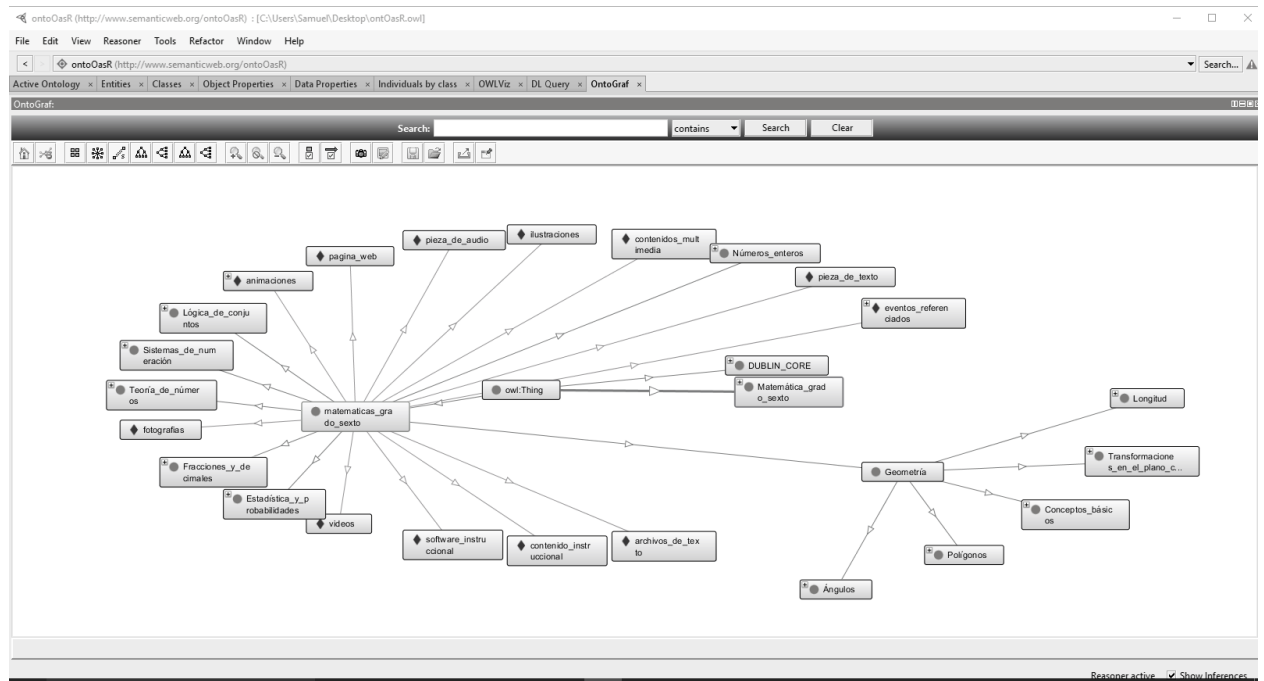 ontoOasR (http://www.semanticweb.org/ontoOasR) : [C:\Users\Samuel\Desktop\ontOasR.owl]
File Edit View Reasoner Tools Refactor Window Help
< ontoOasR (http://www.semanticweb.org/ontoOasR) Search...
Active Ontology × Entities × Classes × Object Properties × Data Properties × Individuals by class × OWLViz × DL Query × OntoGraf ×
OntoGraf:
Search: contains Search Clear
pieza_de_audio
ilustraciones
contenidos_mult
imedia
pagina_web
Números_enteros
animaciones
pieza_de_texto
Lógica_de_conju
ntos
eventos_referen
ciados
Sistemas_de_num
eración
DUBLIN_CORE
Teoría_de_númer
os
owl:Thing
Matemática_grad
o_sexto
Longitud
matematicas_gra
do_sexto
fotografias
Fracciones_y_de
cimales
Geometría
Transformacione
s_en_el_plano_c...
Estadística_y_p
robabilidades
Conceptos_básic
os
videos
software_instru
ccional
contenido_instr
uccional
archivos_de_tex
to
Polígonos
Ángulos
Reasoner active Show Inferences